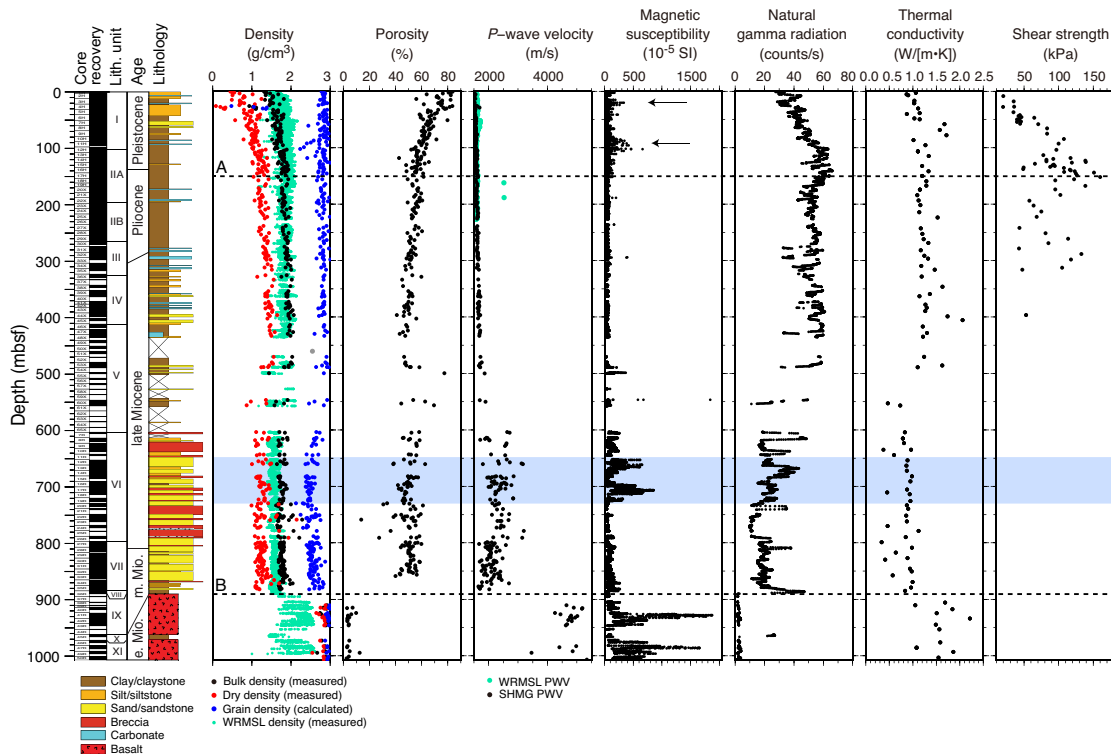 Core
recovery
Lith. unit
Age
Lithology
Density
(g/cm3)
Porosity
(%)
P–wave velocity
(m/s)
Magnetic
susceptibility
(10-5 SI)
Natural
gamma radiation
(counts/s)
Thermal
conductivity
(W/[m•K])
Shear strength
(kPa)
0 1 2 3
0 20 40 60 80
2000 4000
0 500 1500
0 20 40 60 80
0.0 0.5 1.0 1.5 2.0 2.5
50 100 150
Depth (mbsf)
0
100
200
300
400
500
600
700
800
900
1000
I
IIA
IIB
III
IV
V
VI
VII
VIII
IX
X
XI
Pleistocene
Pliocene
late Miocene
m. Mio.
e. Mio.
A
B
Clay/claystone
Silt/siltstone
Sand/sandstone
Breccia
Carbonate
Basalt
Bulk density (measured)
Dry density (measured)
Grain density (calculated)
WRMSL density (measured)
WRMSL PWV
SHMG PWV